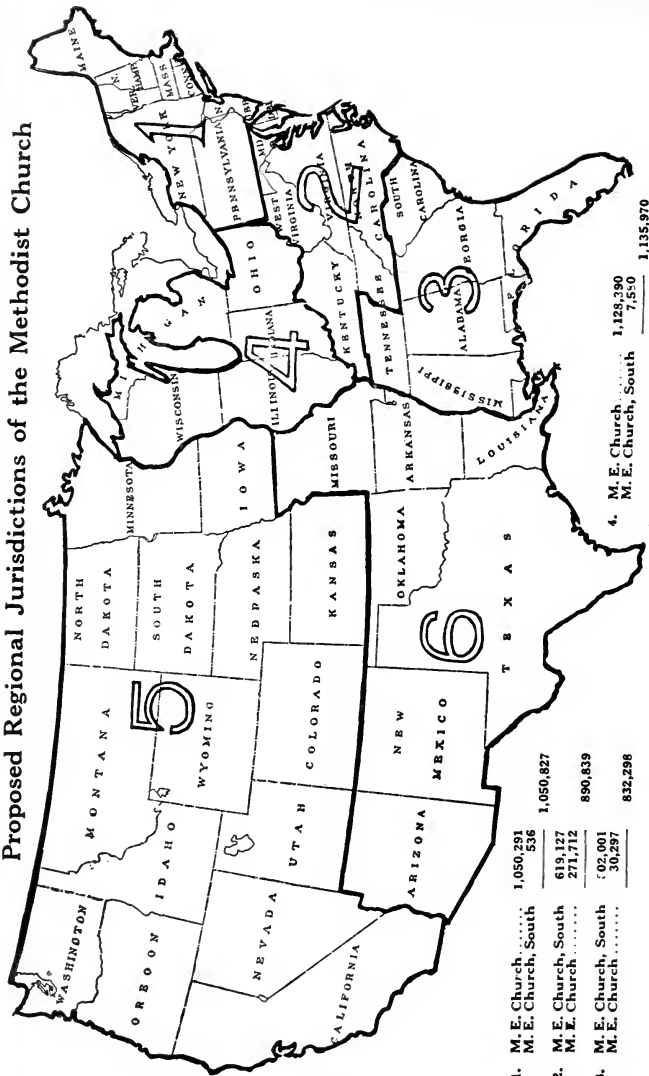 Proposed Regional Jurisdictions of the Methodist Church
WASHINGTON
OREGON
CALIFORNIA
NEVADA
IDAHO
MONTANA
5
WYOMING
UTAH
COLORADO
ARIZONA
NEW
MEXICO
NORTH
DAKOTA
SOUTH
DAKOTA
NEBRASKA
KANSAS
OKLAHOMA
6
TEXAS
MINNESOTA
IOWA
MISSOURI
ARKANSAS
LOUISIANA
WISCONSIN
MICHIGAN
ILLINOIS
INDIANA
4
OHIO
KENTUCKY
TENNESSEE
MISSISSIPPI
ALABAMA
3
GEORGIA
FLORIDA
SOUTH
CAROLINA
NORTH
CAROLINA
2
VIRGINIA
WEST
VIRGINIA
PENNSYLVANIA
NEW YORK
1
MAINE
MASS
CONN
1. M. E. Church....... 1,050,291
M. E. Church, South 536
1,050,827
2. M. E. Church, South 619,127
M. E. Church....... 271,712
890,839
3. M. E. Church, South 02,001
M. E. Church....... 30,297
832,298
4. M. E. Church....... 1,128,390
M. E. Church, South 7,580
1,135,970